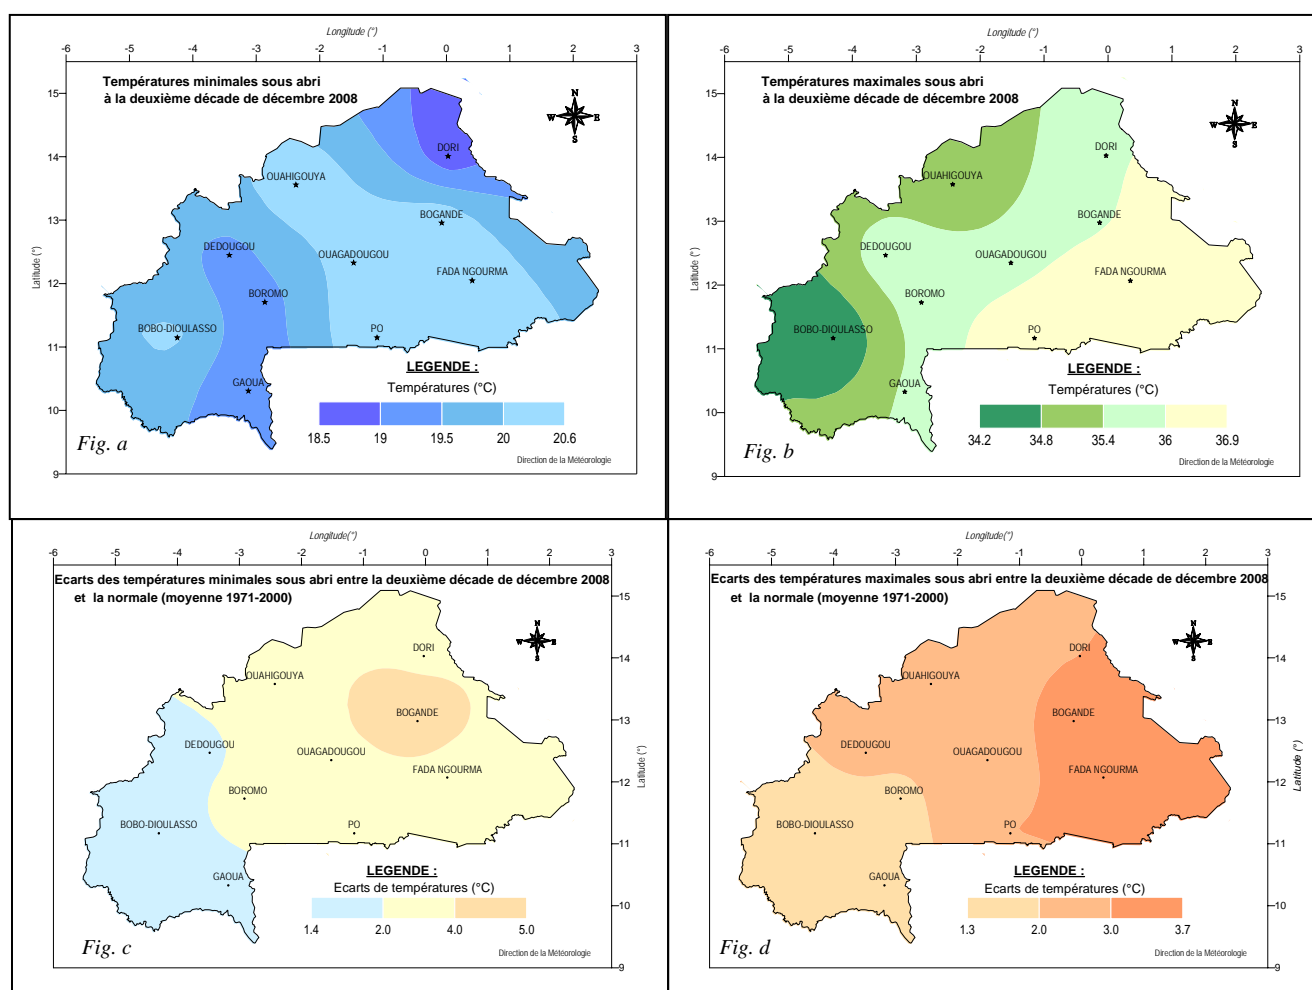 Longitude (°)
-6 -5 -4 -3 -2 -1 0 1 2 3
Températures minimales sous abri
à la deuxième décade de décembre 2008
N
W E
S
15
14
13
12
11
10
9
Latitude (°)
DORI
OUAHIGOUYA
BOGANDE
DEDOUGOU
OUAGADOUGOU
FADA NGOURMA
BOROMO
BOBO-DIOULASSO
PO
GAOUA
LEGENDE :
Températures (°C)
18.5 19 19.5 20 20.6
Fig. a
Direction de la Météorologie
Longitude (°)
-6 -5 -4 -3 -2 -1 0 1 2 3
Températures maximales sous abri
à la deuxième décade de décembre 2008
N
W E
S
15
14
13
12
11
10
9
Latitude (°)
DORI
OUAHIGOUYA
BOGANDE
DEDOUGOU
OUAGADOUGOU
FADA NGOURMA
BOROMO
BOBO-DIOULASSO
PO
GAOUA
LEGENDE :
Températures (°C)
34.2 34.8 35.4 36 36.9
Fig. b
Direction de la Météorologie
Longitude(°)
-6 -5 -4 -3 -2 -1 0 1 2 3
Ecarts des températures minimales sous abri entre la deuxième décade de décembre 2008
et la normale (moyenne 1971-2000)
N
W E
S
15
14
13
12
11
10
9
Latitude (°)
DORI
OUAHIGOUYA
BOGANDE
DEDOUGOU
OUAGADOUGOU
FADA NGOURMA
BOROMO
BOBO-DIOULASSO
PO
GAOUA
LEGENDE :
Ecarts de températures (°C)
1.4 2.0 4.0 5.0
Fig. c
Direction de la Météorologie
Longitude(°)
-6 -5 -4 -3 -2 -1 0 1 2 3
Ecarts des températures maximales sous abri entre la deuxième décade de décembre 2008
et la normale (moyenne 1971-2000)
N
W E
S
15
14
13
12
11
10
9
Latitude (°)
DORI
OUAHIGOUYA
BOGANDE
DEDOUGOU
OUAGADOUGOU
FADA NGOURMA
BOROMO
BOBO-DIOULASSO
PO
GAOUA
LEGENDE :
Ecarts de températures (°C)
1.3 2.0 3.0 3.7
Fig. d
Direction de la Météorologie